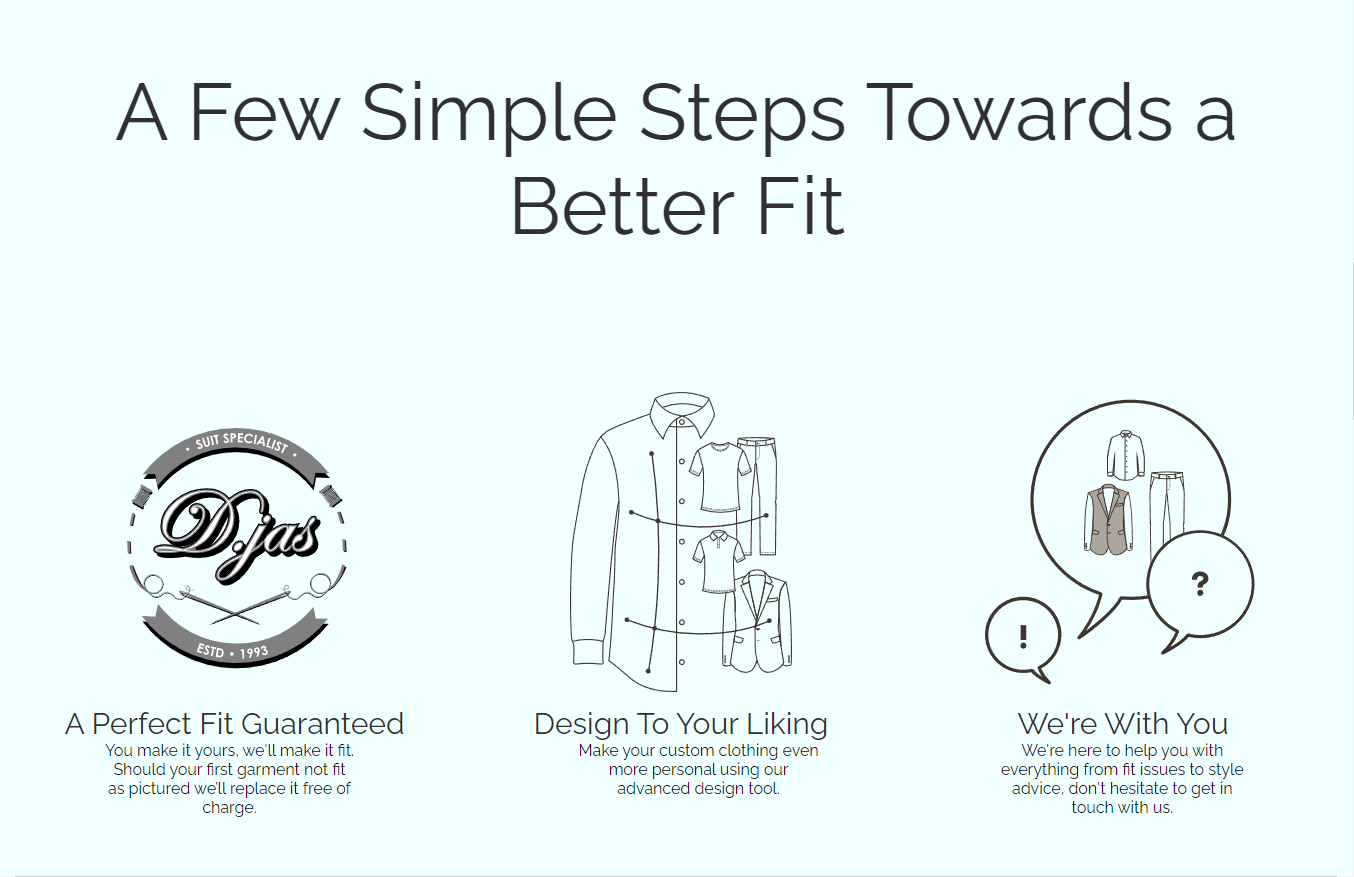 A Few Simple Steps Towards a
Better Fit
· SUIT SPECIALIST ·
D.jas
ESTD • 1993
A Perfect Fit Guaranteed
You make it yours, we'll make it fit.
Should your first garment not fit
as pictured we'll replace it free of
charge.
Design To Your Liking
Make your custom clothing even
more personal using our
advanced design tool.
!
?
We're With You
We're here to help you with
everything from fit issues to style
advice, don't hesitate to get in
touch with us.